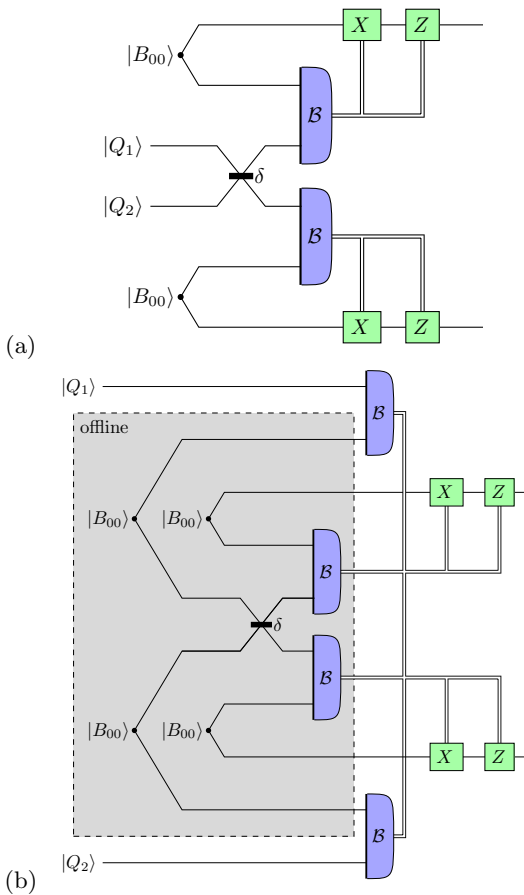 X Z
|B₀₀⟩
ℬ
|Q₁⟩
δ
|Q₂⟩
ℬ
|B₀₀⟩
X Z
(a)
|Q₁⟩
ℬ
offline
X Z
|B₀₀⟩ |B₀₀⟩
ℬ
δ
ℬ
|B₀₀⟩ |B₀₀⟩
X Z
ℬ
|Q₂⟩
(b)